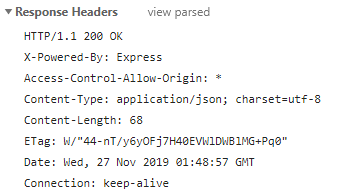 ▼ Response Headers view parsed
HTTP/1.1 200 OK
X-Powered-By: Express
Access-Control-Allow-Origin: *
Content-Type: application/json; charset=utf-8
Content-Length: 68
ETag: W/"44-nT/y6yOFj7H40EVWlDWBlMG+Pq0"
Date: Wed, 27 Nov 2019 01:48:57 GMT
Connection: keep-alive